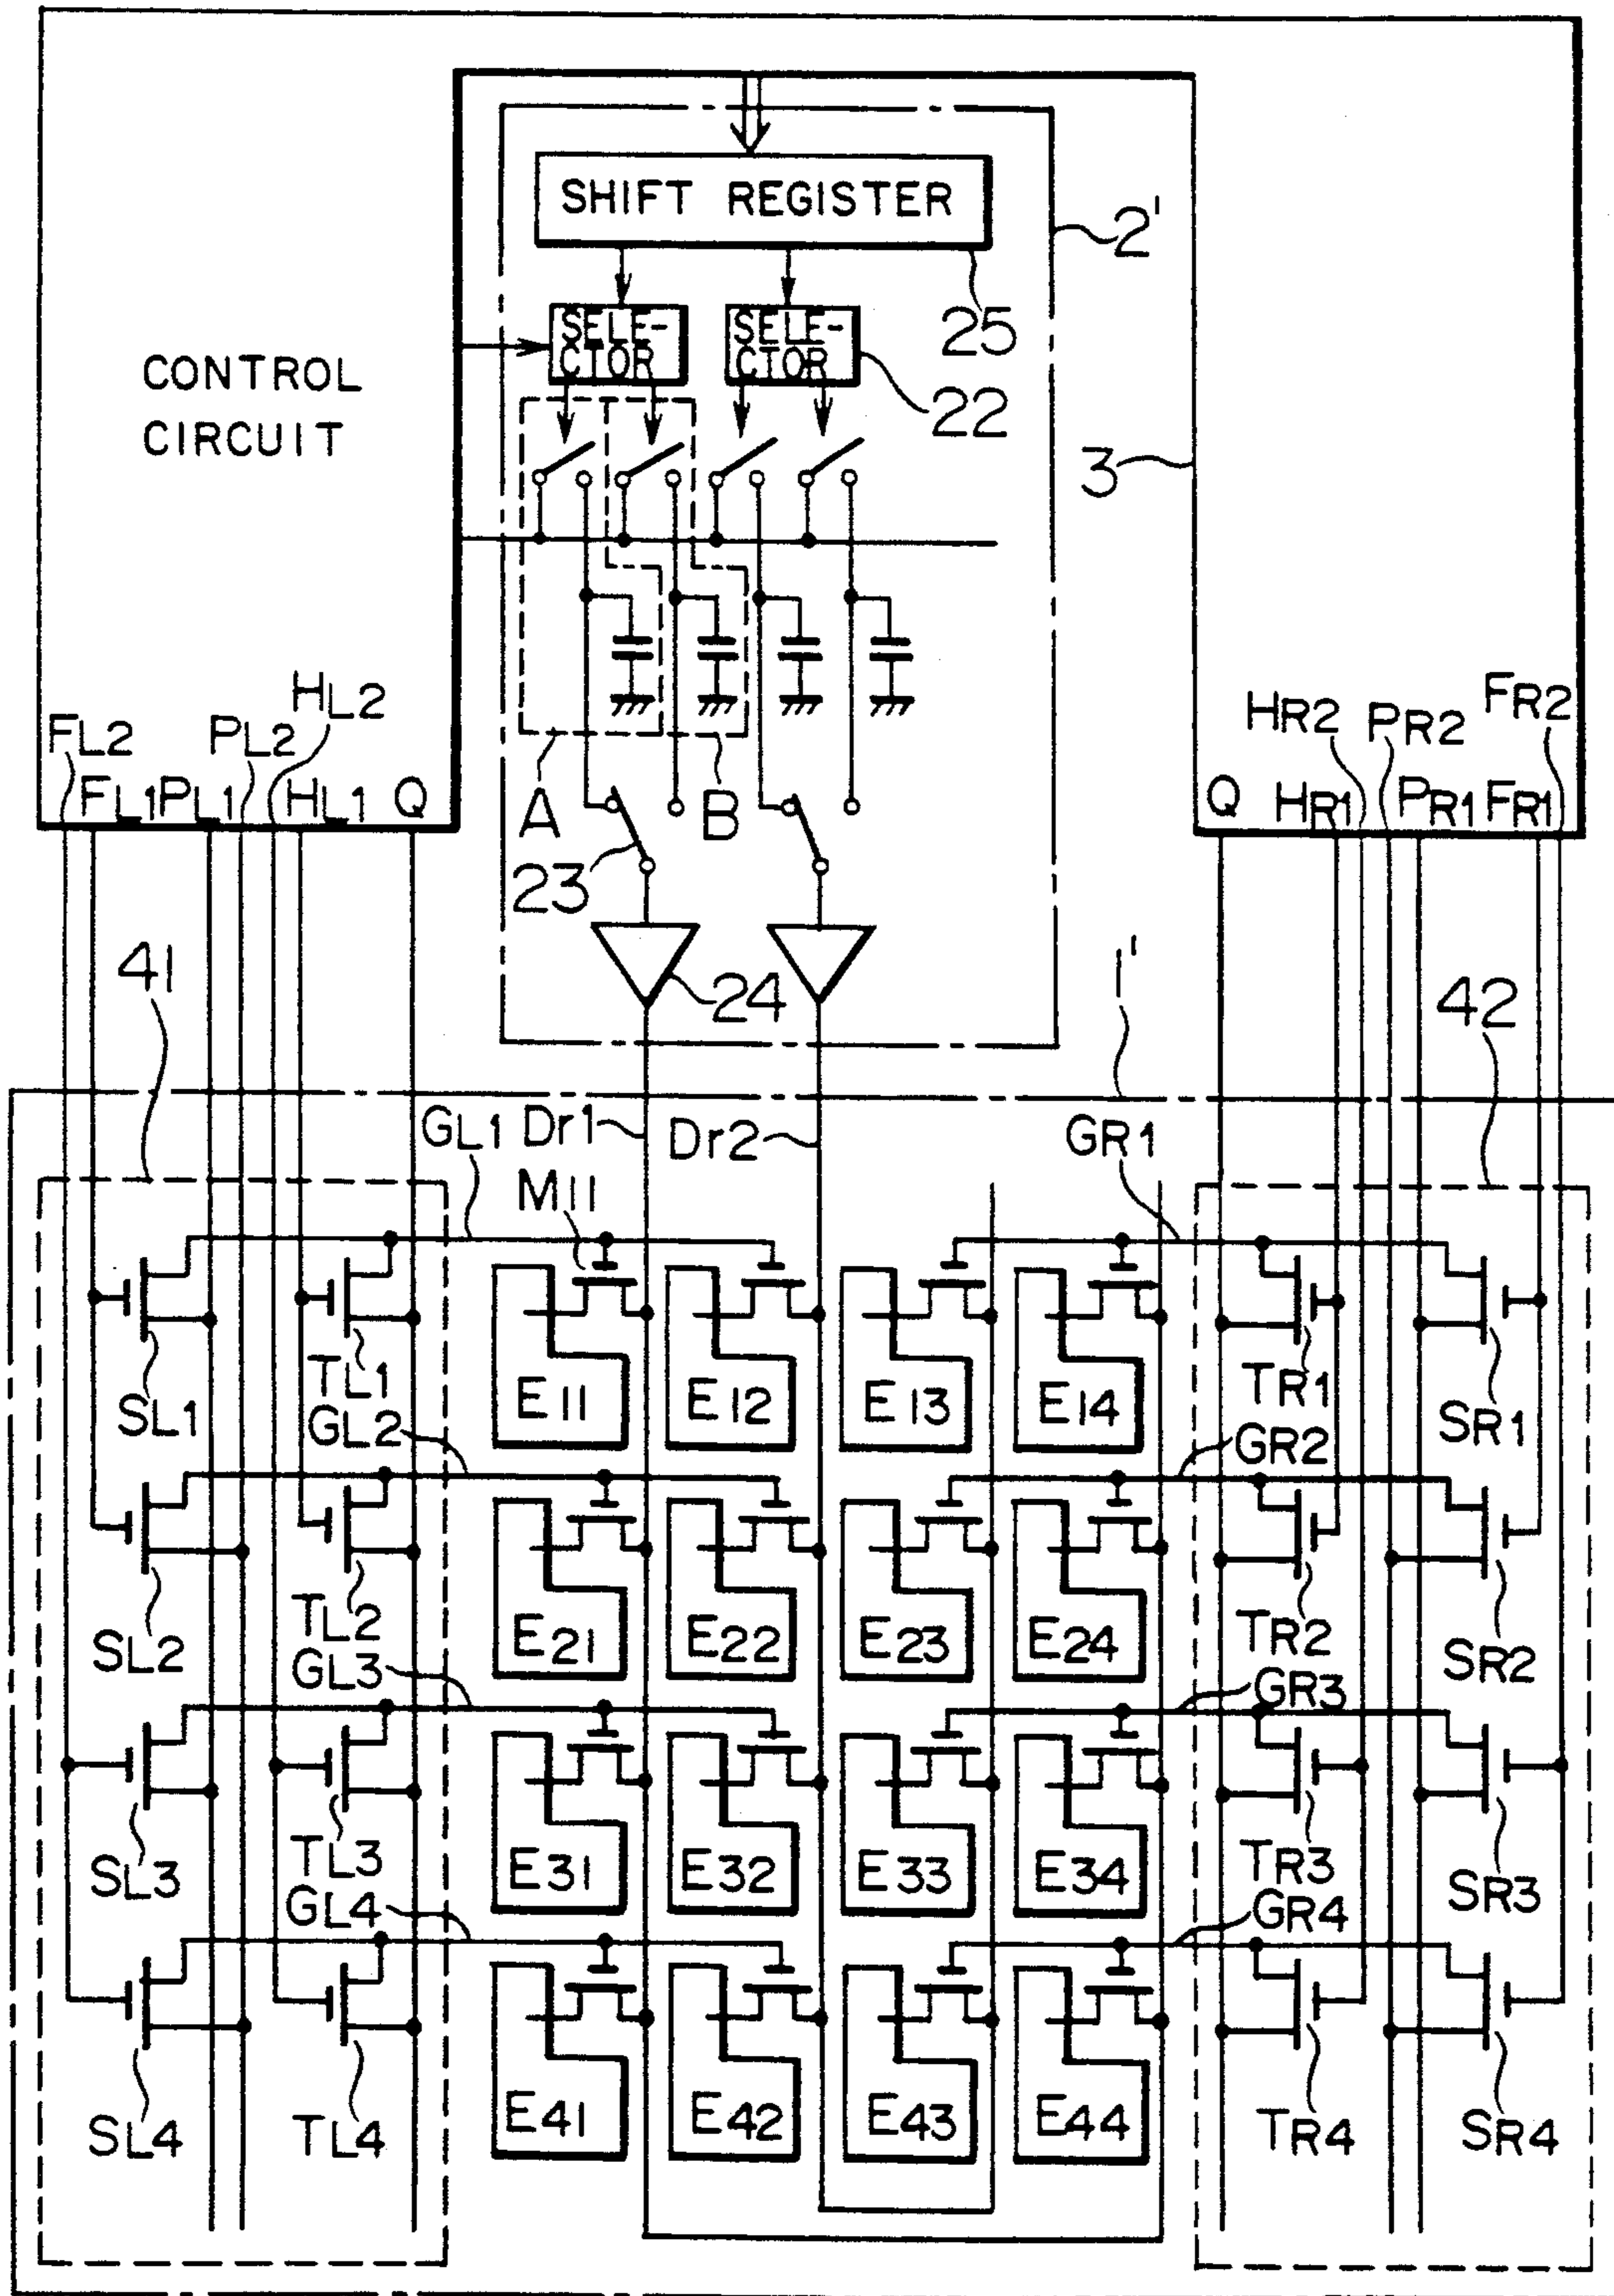 SHIFT REGISTER
2'
25
SELE-
CTOR
SELE-
CTOR
22
CONTROL
CIRCUIT
3
FL2
FL1
PL1
PL2
HL2
HL1
Q
A
B
23
24
Q
HR2
HR1
PR2
PR1
FR2
FR1
41
1'
42
GL1
Dr1
Dr2
GR1
M11
SL1
TL1
E11
E12
E13
E14
TR1
SR1
GL2
GR2
SL2
TL2
E21
E22
E23
E24
TR2
SR2
GL3
GR3
SL3
TL3
E31
E32
E33
E34
TR3
SR3
GL4
GR4
SL4
TL4
E41
E42
E43
E44
TR4
SR4